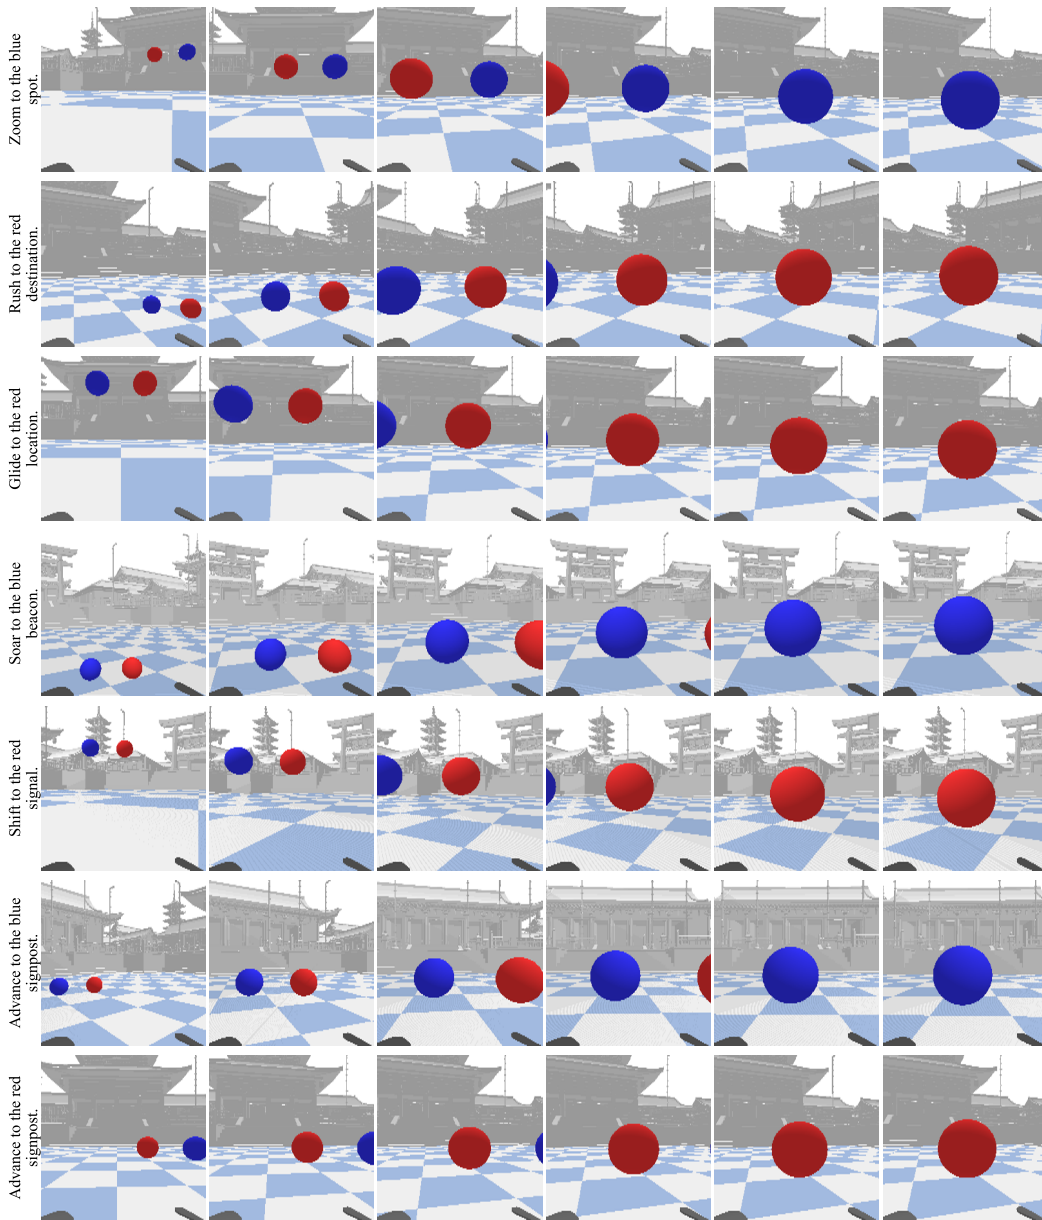 Zoom to the blue
spot.
Rush to the red
destination.
Glide to the red
location.
Soar to the blue
beacon.
Shift to the red
signal.
Advance to the blue
signpost.
Advance to the red
signpost.